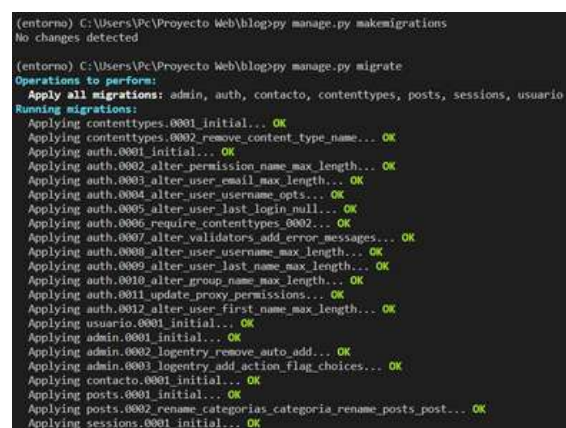 (entorno) C:\Users\Pc\Proyecto Web\blog>py manage.py makemigrations
No changes detected
(entorno) C:\Users\Pc\Proyecto Web\blog>py manage.py migrate
Operations to perform:
Apply all migrations: admin, auth, contacto, contenttypes, posts, sessions, usuario
Running migrations:
Applying contenttypes.0001_initial... OK
Applying contenttypes.0002_remove_content_type_name... OK
Applying auth.0001_initial... OK
Applying auth.0002_alter_permission_name_max_length... OK
Applying auth.0003_alter_user_email_max_length... OK
Applying auth.0004_alter_user_username_opts... OK
Applying auth.0005_alter_user_last_login_null... OK
Applying auth.0006_require_contenttypes_0002... OK
Applying auth.0007_alter_validators_add_error_messages... OK
Applying auth.0008_alter_user_username_max_length... OK
Applying auth.0009_alter_user_last_name_max_length... OK
Applying auth.0010_alter_group_name_max_length... OK
Applying auth.0011_update_proxy_permissions... OK
Applying auth.0012_alter_user_first_name_max_length... OK
Applying usuario.0001_initial... OK
Applying admin.0001_initial... OK
Applying admin.0002_logentry_remove_auto_add... OK
Applying admin.0003_logentry_add_action_flag_choices... OK
Applying contacto.0001_initial... OK
Applying posts.0001_initial... OK
Applying posts.0002_rename_categorias_categoria_rename_posts_post... OK
Applying sessions.0001_initial... OK